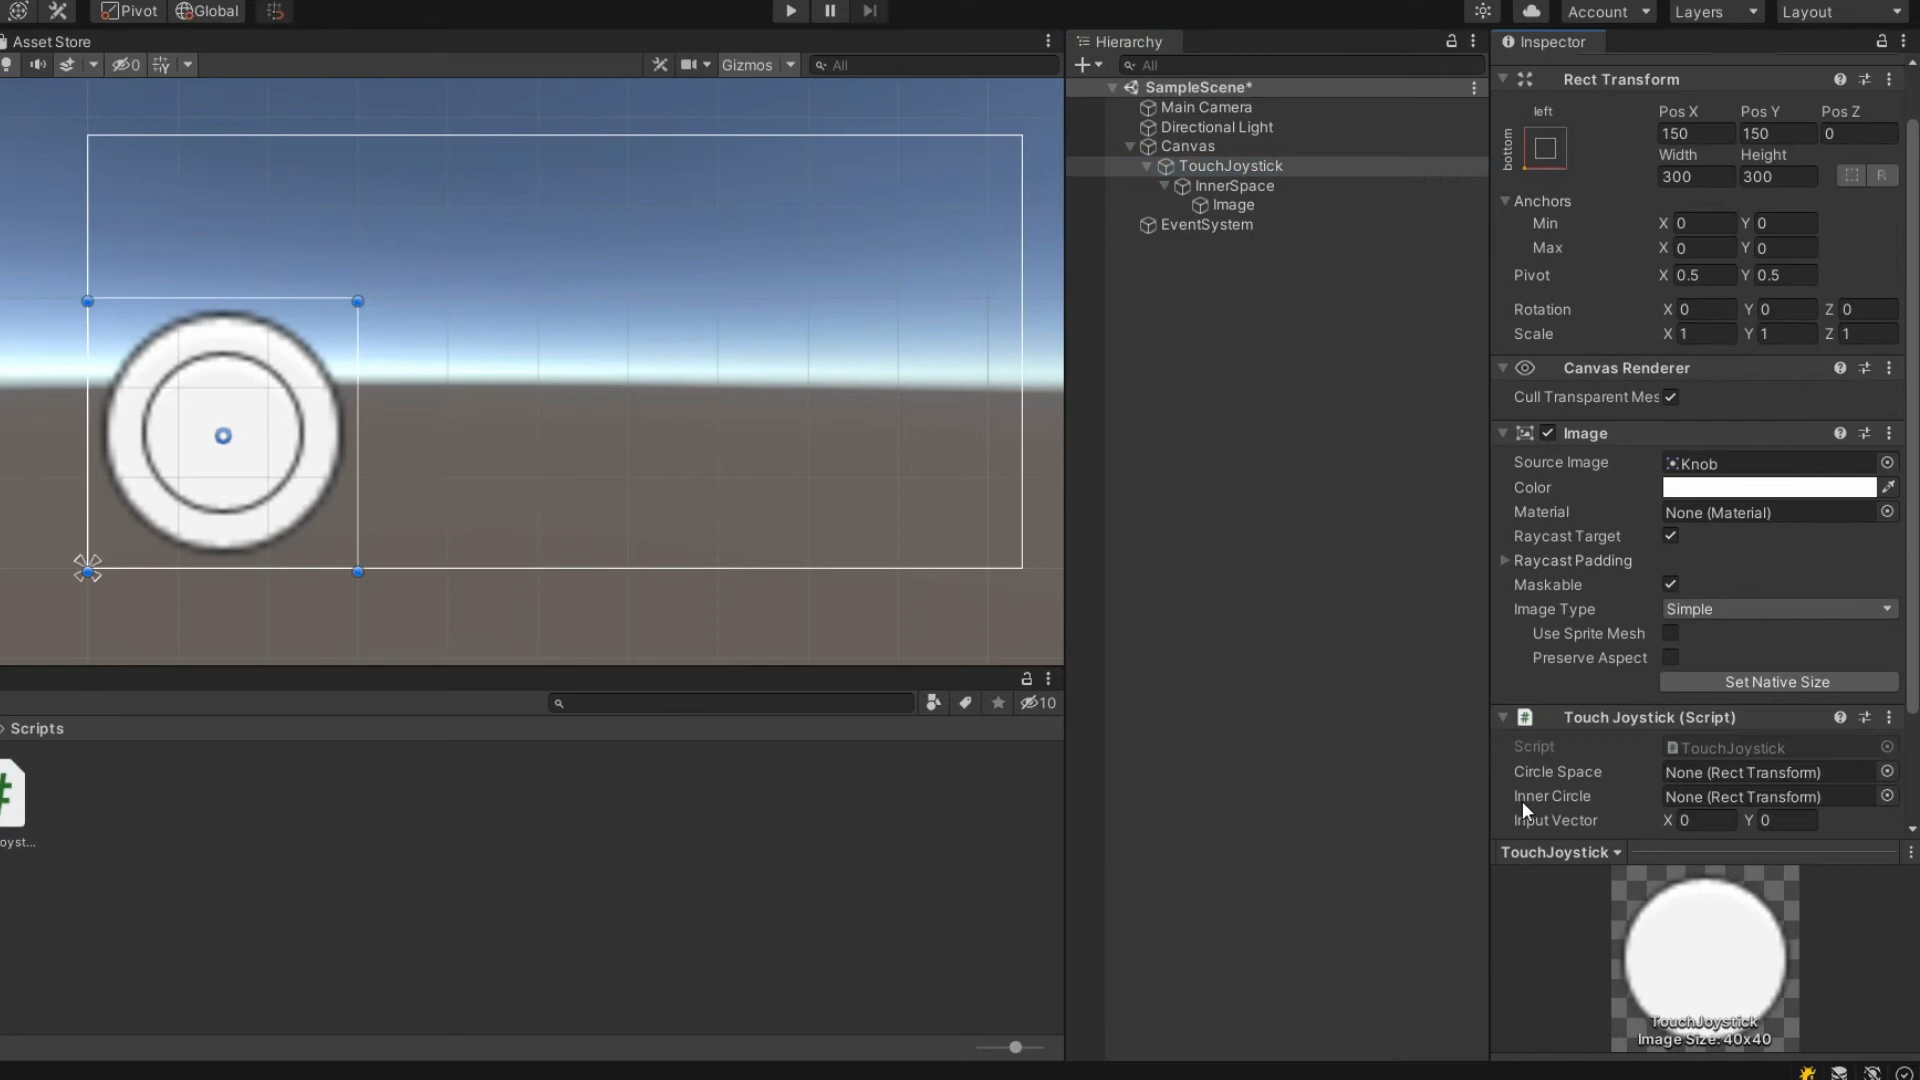 Pivot
Global
Account
Layers
Layout
Asset Store
Hierarchy
Inspector
0
Gizmos
All
All
SampleScene*
Main Camera
Directional Light
Canvas
TouchJoystick
InnerSpace
Image
EventSystem
Rect Transform
left
bottom
Pos X Pos Y Pos Z
150 150 0
Width Height
300 300
R
Anchors
Min X 0 Y 0
Max X 0 Y 0
Pivot X 0.5 Y 0.5
Rotation X 0 Y 0 Z 0
Scale X 1 Y 1 Z 1
Canvas Renderer
Cull Transparent Mes
Image
Source Image Knob
Color
Material None (Material)
Raycast Target
Raycast Padding
Maskable
Image Type Simple
Use Sprite Mesh
Preserve Aspect
Set Native Size
Touch Joystick (Script)
Script TouchJoystick
Circle Space None (Rect Transform)
Inner Circle None (Rect Transform)
Input Vector X 0 Y 0
TouchJoystick
TouchJoystick
Image Size: 40x40
10
Scripts
oyst...